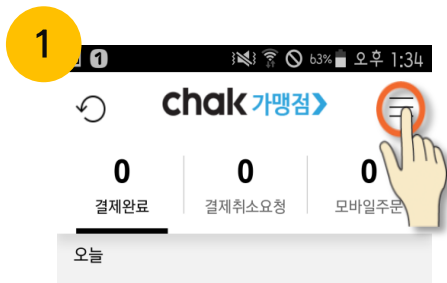 1
1 63% 오후 1:34
chak 가맹점
0 0 0
결제완료 결제취소요청 모바일주문
오늘